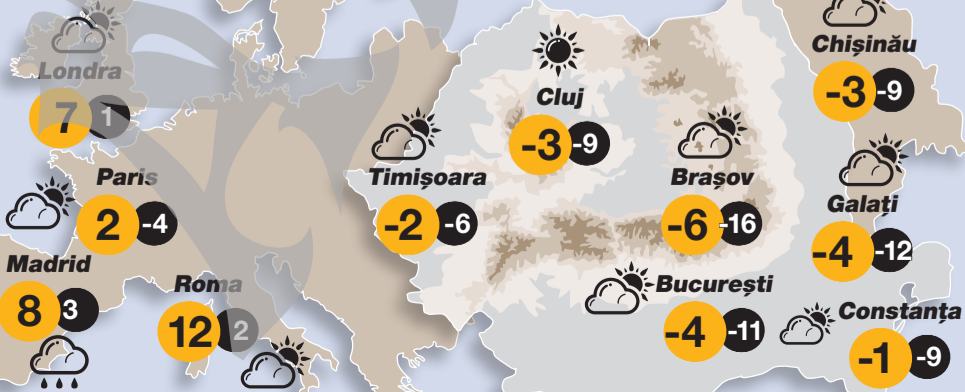 Londra
7 1
Paris
2 -4
Madrid
8 3
Roma
12 2
Timișoara
-2 -6
Cluj
-3 -9
Brașov
-6 -16
București
-4 -11
Chișinău
-3 -9
Galați
-4 -12
Constanța
-1 -9